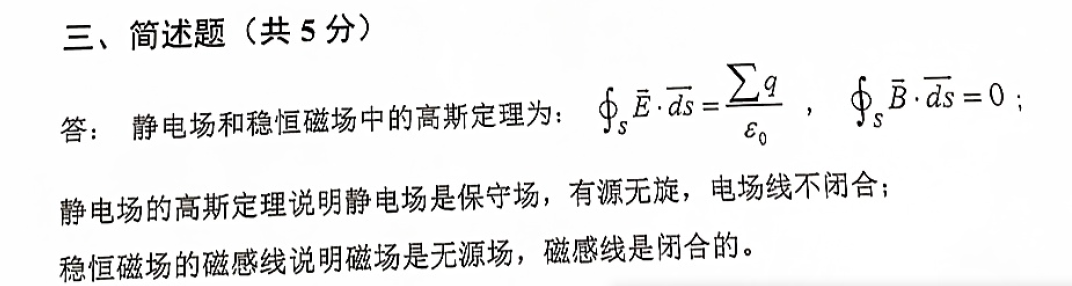 三、简述题（共 5 分）
答： 静电场和稳恒磁场中的高斯定理为： ∮_S Ē·d̅s̅ = ∑q / ε₀ ， ∮_S B̄·d̅s̅ = 0 ；
静电场的高斯定理说明静电场是保守场，有源无旋，电场线不闭合；
稳恒磁场的磁感线说明磁场是无源场，磁感线是闭合的。